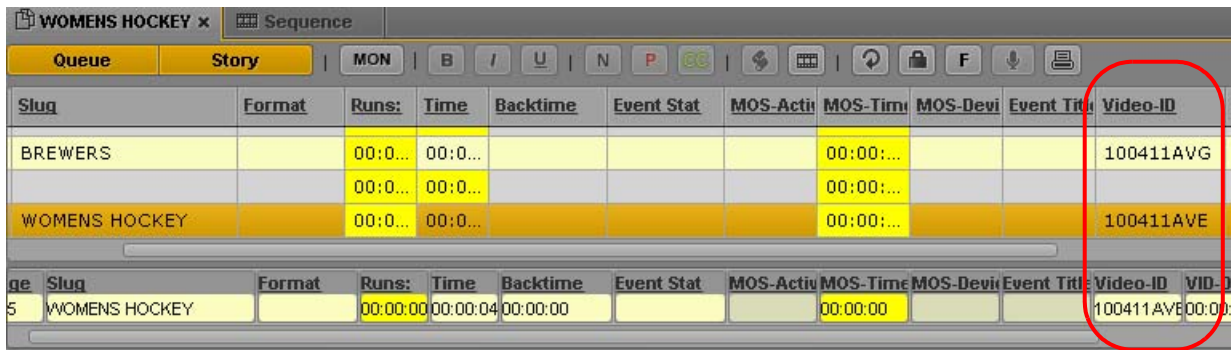 WOMENS HOCKEY x Sequence
Queue Story | MON | B I U | N P CC | | F
Slug Format Runs: Time Backtime Event Stat MOS-Activ MOS-Time MOS-Devi Event Title Video-ID
BREWERS 00:0... 00:0... 00:00:... 100411AVG
00:0... 00:0... 00:00:...
WOMENS HOCKEY 00:0... 00:0... 00:00:... 100411AVE
ge Slug Format Runs: Time Backtime Event Stat MOS-Activ MOS-Time MOS-Devi Event Title Video-ID VID-D
5 WOMENS HOCKEY 00:00:00 00:00:04 00:00:00 00:00:00 100411AVE 00:00: